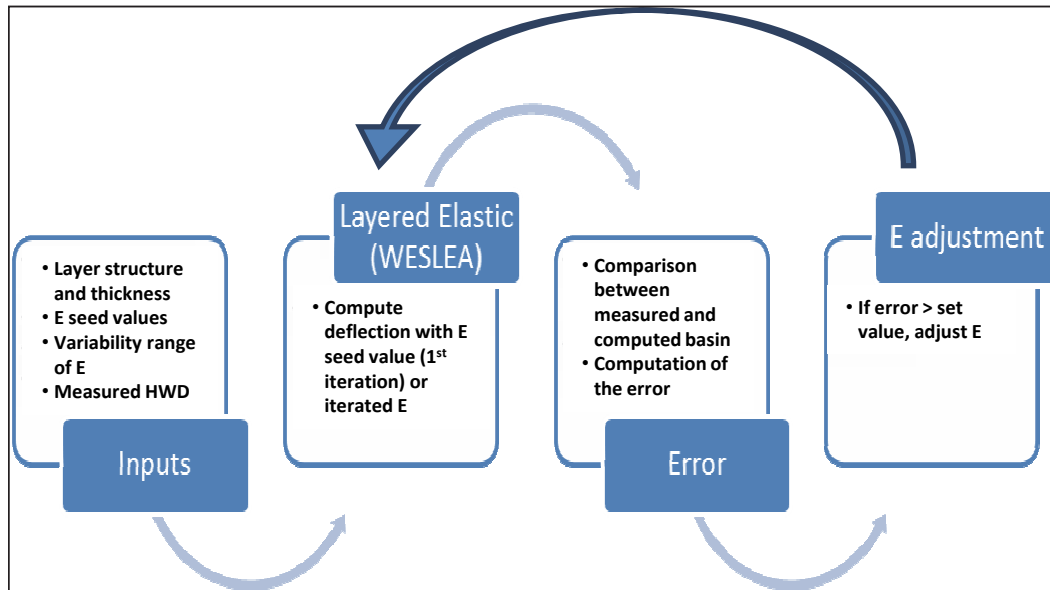 • Layer structure
and thickness
• E seed values
• Variability range
of E
• Measured HWD
Inputs
Layered Elastic
(WESLEA)
• Compute
deflection with E
seed value (1st
iteration) or
iterated E
• Comparison
between
measured and
computed basin
• Computation of
the error
Error
E adjustment
• If error > set
value, adjust E